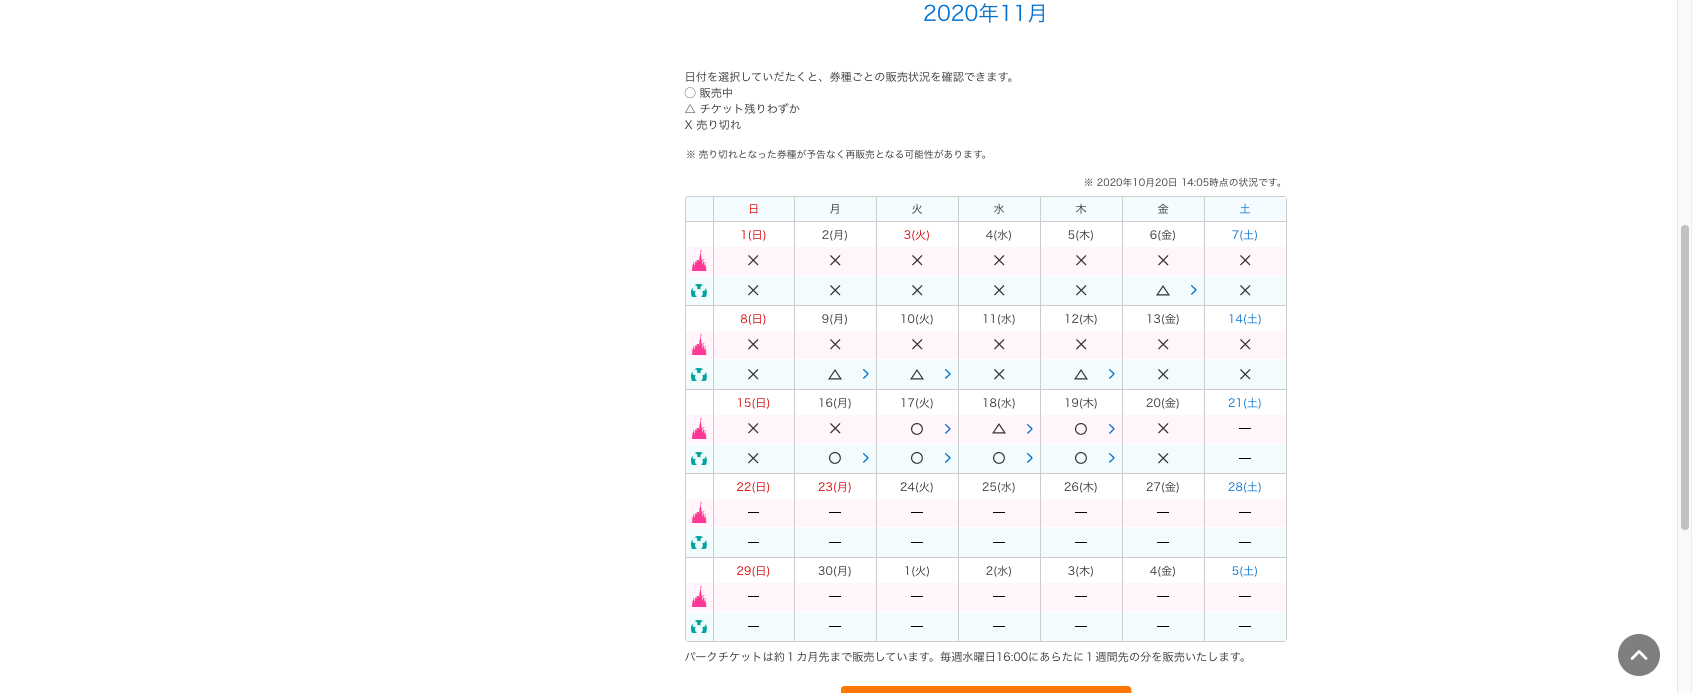 2020年11月
日付を選択していだたくと、券種ごとの販売状況を確認できます。
○ 販売中
△ チケット残りわずか
X 売り切れ
※ 売り切れとなった券種が予告なく再販売となる可能性があります。
※ 2020年10月20日 14:05時点の状況です。
日 月 火 水 木 金 土
1(日) 2(月) 3(火) 4(水) 5(木) 6(金) 7(土)
× × × × × × ×
× × × × × △ ×
8(日) 9(月) 10(火) 11(水) 12(木) 13(金) 14(土)
× × × × × × ×
× △ △ × △ × ×
15(日) 16(月) 17(火) 18(水) 19(木) 20(金) 21(土)
× × ○ △ ○ × —
× ○ ○ ○ ○ × —
22(日) 23(月) 24(火) 25(水) 26(木) 27(金) 28(土)
— — — — — — —
— — — — — — —
29(日) 30(月) 1(火) 2(水) 3(木) 4(金) 5(土)
— — — — — — —
— — — — — — —
パークチケットは約１カ月先まで販売しています。毎週水曜日16:00にあらたに１週間先の分を販売いたします。